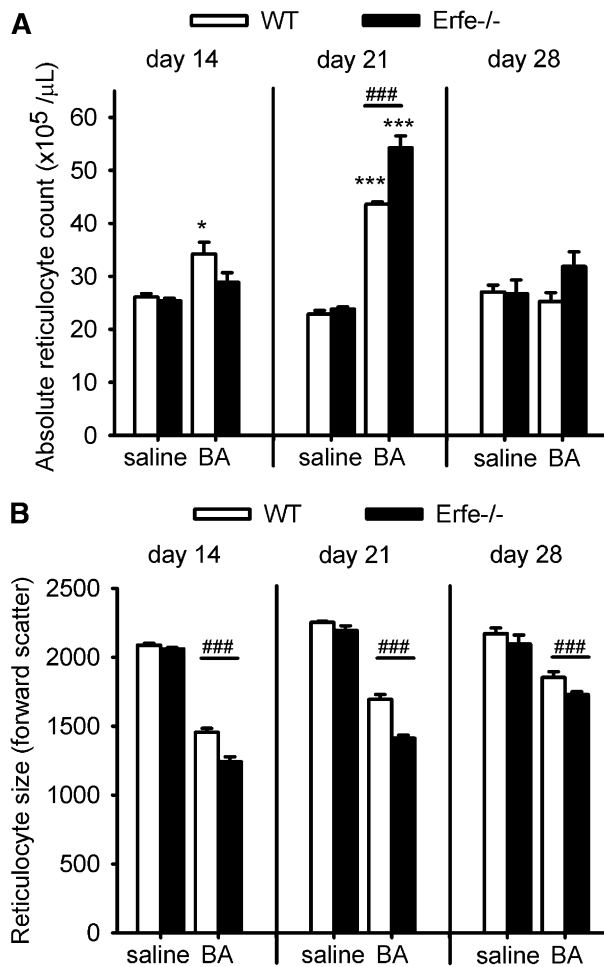 A
WT Erfe-/-
day 14 day 21 day 28
Absolute reticulocyte count (x10⁵ /µL)
60
50
40
30
20
10
0
*
***
###
***
saline BA saline BA saline BA
B
WT Erfe-/-
day 14 day 21 day 28
Reticulocyte size (forward scatter)
2500
2000
1500
1000
500
0
### ### ###
saline BA saline BA saline BA